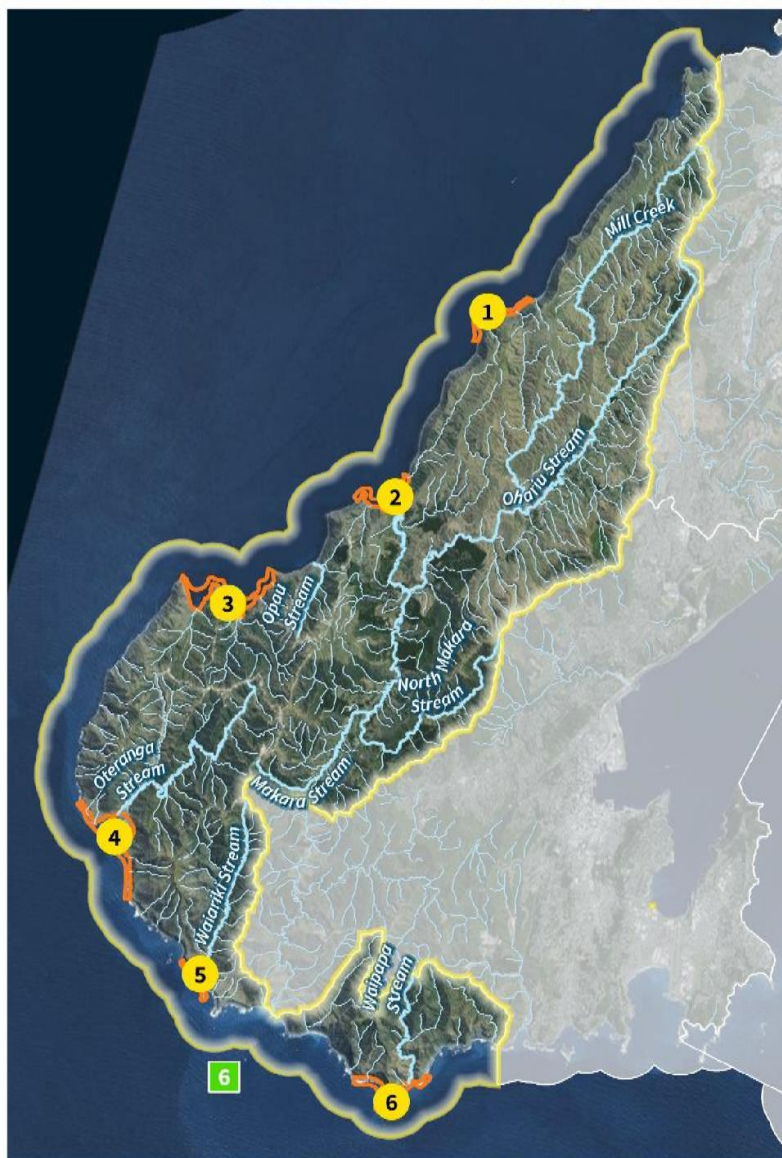 Mill Creek
1
Ohariu Stream
2
3
Opau
Stream
North Makara
Stream
Oteranga
Stream
Makara Stream
4
Waiariki Stream
5
Waipapa
Stream
6
6